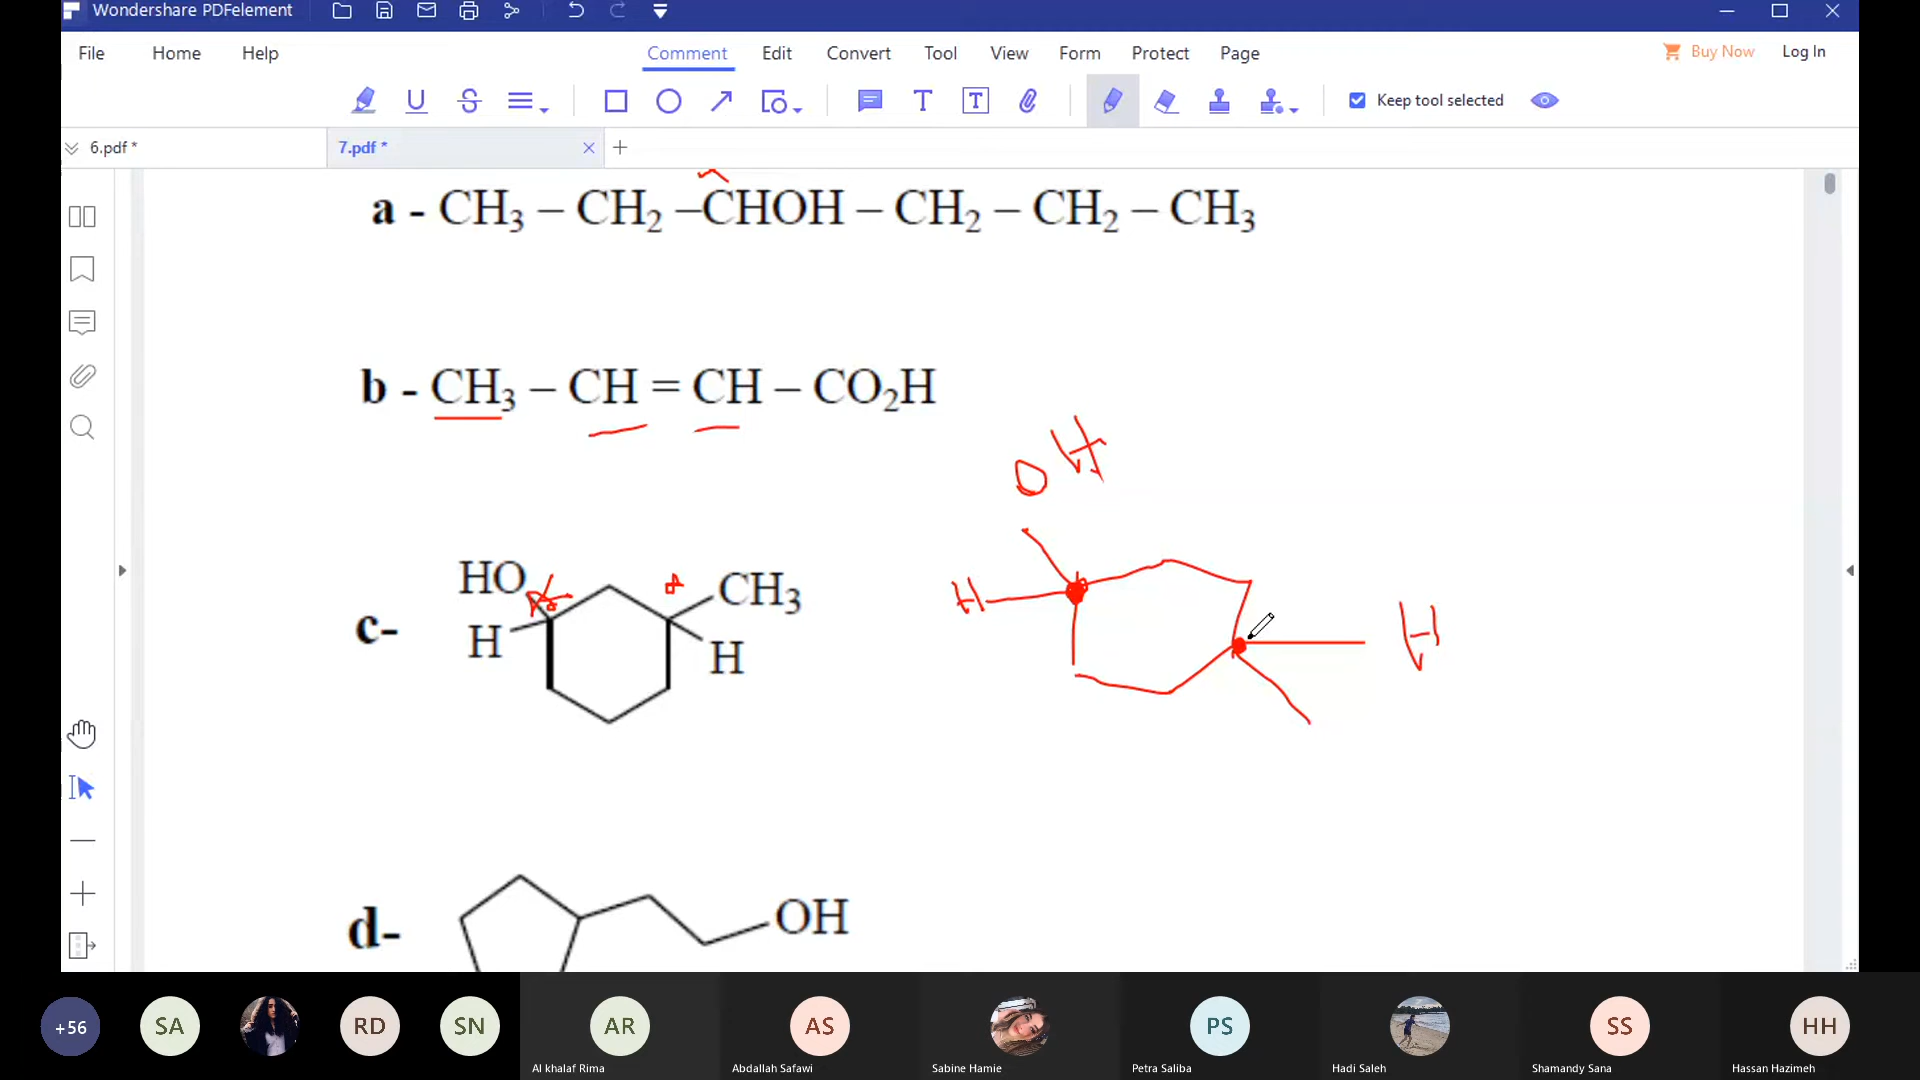 Wondershare PDFelement
File Home Help Comment Edit Convert Tool View Form Protect Page Buy Now Log In
U S T T Keep tool selected
6.pdf * 7.pdf *
a - CH₃ – CH₂ –CHOH – CH₂ – CH₂ – CH₃
b - CH₃ – CH = CH – CO₂H
OH
HO CH₃
H H
c- H H
d- OH
+56 SA RD SN AR AS PS SS HH
Al khalaf Rima Abdallah Safawi Sabine Hamie Petra Saliba Hadi Saleh Shamandy Sana Hassan Hazimeh